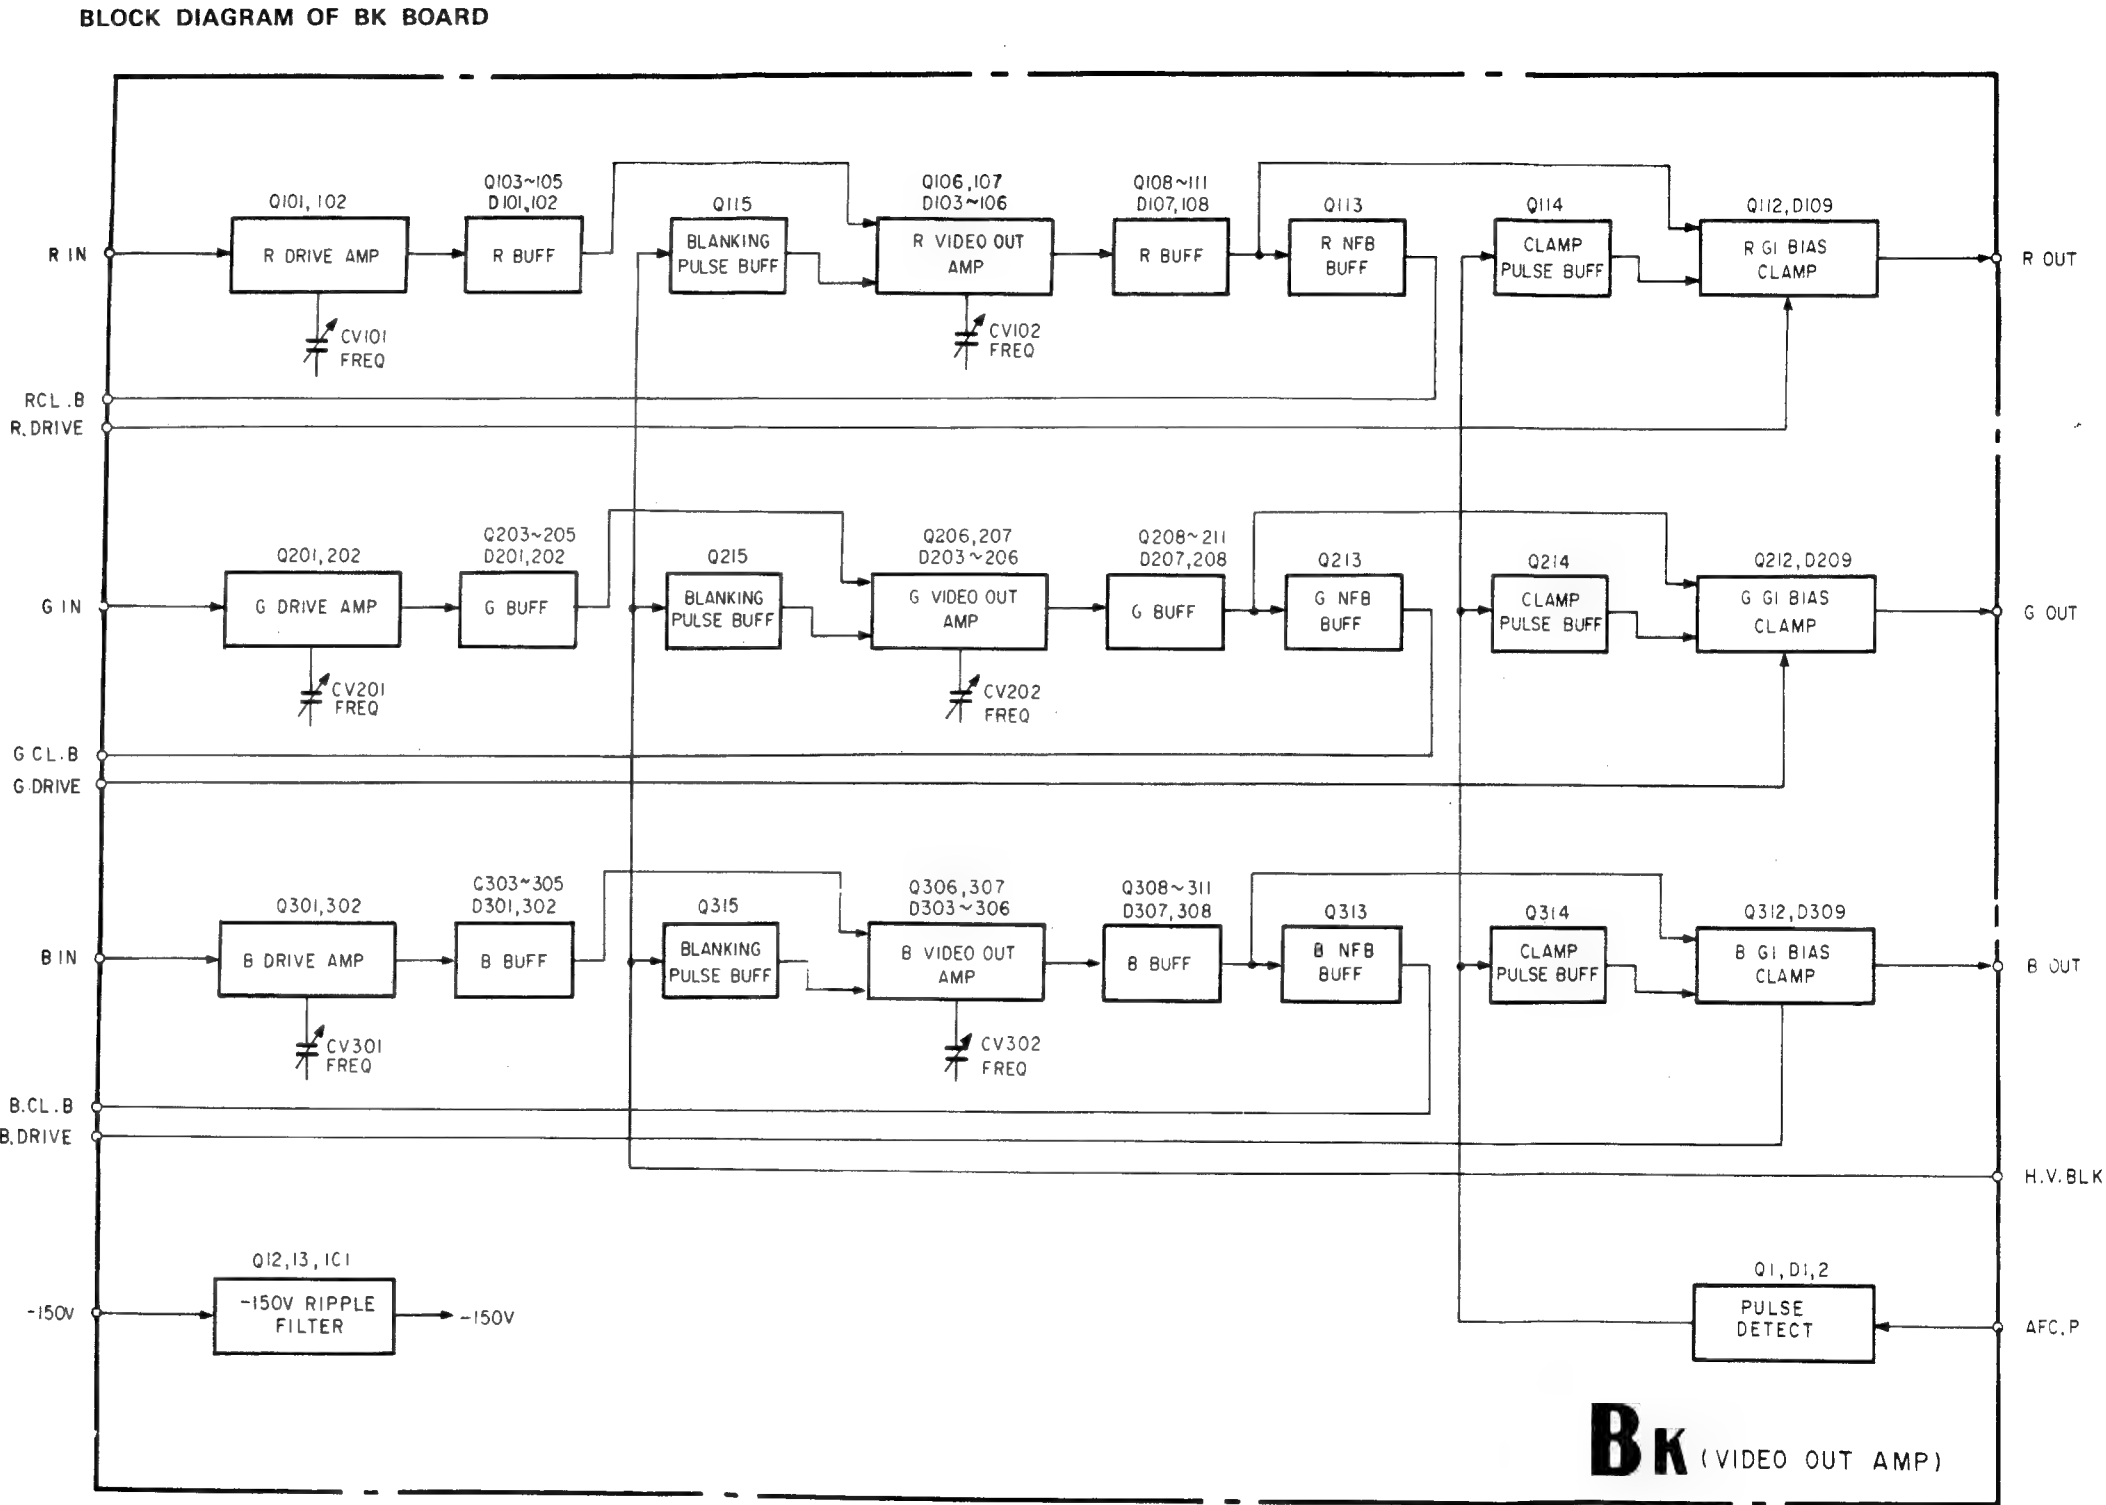 BLOCK DIAGRAM OF BK BOARD
Q103~105
Q106,107
Q108~111
Q101,102
D101,102
Q115
D103~106
D107,108
Q113
Q114
Q112,D109
R IN
R DRIVE AMP
R BUFF
BLANKING
PULSE BUFF
R VIDEO OUT
AMP
R BUFF
R NFB
BUFF
CLAMP
PULSE BUFF
R G1 BIAS
CLAMP
R OUT
CV101
FREQ
CV102
FREQ
RCL.B
R.DRIVE
Q203~205
Q206,207
Q208~211
Q201,202
D201,202
Q215
D203~206
D207,208
Q213
Q214
Q212,D209
G IN
G DRIVE AMP
G BUFF
BLANKING
PULSE BUFF
G VIDEO OUT
AMP
G BUFF
G NFB
BUFF
CLAMP
PULSE BUFF
G G1 BIAS
CLAMP
G OUT
CV201
FREQ
CV202
FREQ
G CL.B
G.DRIVE
Q303~305
Q306,307
Q308~311
Q301,302
D301,302
Q315
D303~306
D307,308
Q313
Q314
Q312,D309
B IN
B DRIVE AMP
B BUFF
BLANKING
PULSE BUFF
B VIDEO OUT
AMP
B BUFF
B NFB
BUFF
CLAMP
PULSE BUFF
B G1 BIAS
CLAMP
B OUT
CV301
FREQ
CV302
FREQ
B.CL.B
B.DRIVE
H.V.BLK
Q12,13,IC1
Q1,D1,2
-150V
-150V RIPPLE
FILTER
-150V
PULSE
DETECT
AFC.P
BK (VIDEO OUT AMP)